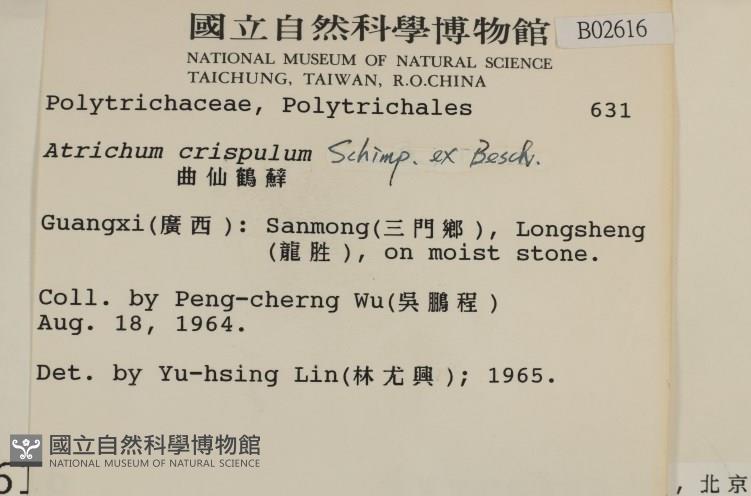 國立自然科學博物館
B02616
NATIONAL MUSEUM OF NATURAL SCIENCE
TAICHUNG, TAIWAN, R.O.CHINA
Polytrichaceae, Polytrichales 631
Atrichum crispulum Schimp. ex Besch.
曲仙鶴蘚
Guangxi(廣西): Sanmong(三門鄉), Longsheng
(龍胜), on moist stone.
Coll. by Peng-cherng Wu(吳鵬程)
Aug. 18, 1964.
Det. by Yu-hsing Lin(林尤興); 1965.
國立自然科學博物館
NATIONAL MUSEUM OF NATURAL SCIENCE
6]
, 北京